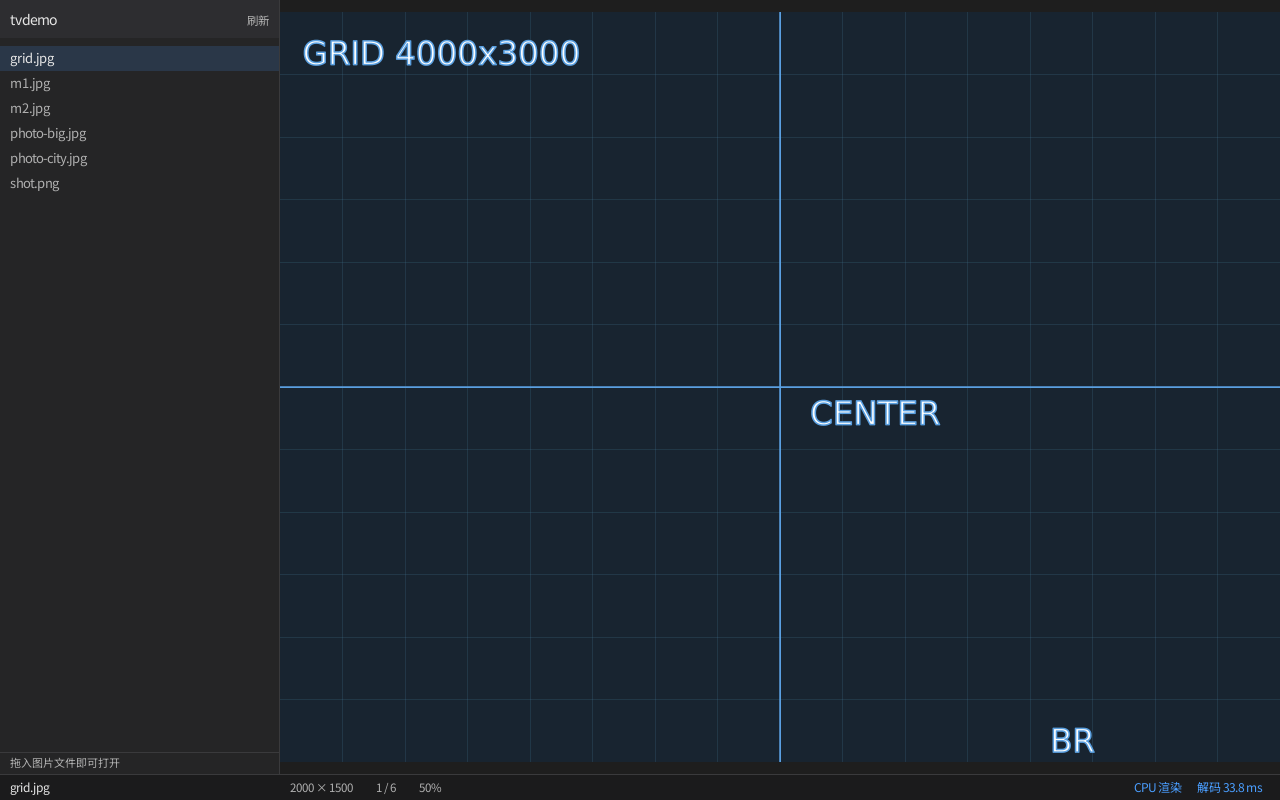 tvdemo
刷新
grid.jpg
m1.jpg
m2.jpg
photo-big.jpg
photo-city.jpg
shot.png
拖入图片文件即可打开
GRID 4000x3000
CENTER
BR
grid.jpg
2000 × 1500
1 / 6
50%
CPU 渲染
解码 33.8 ms